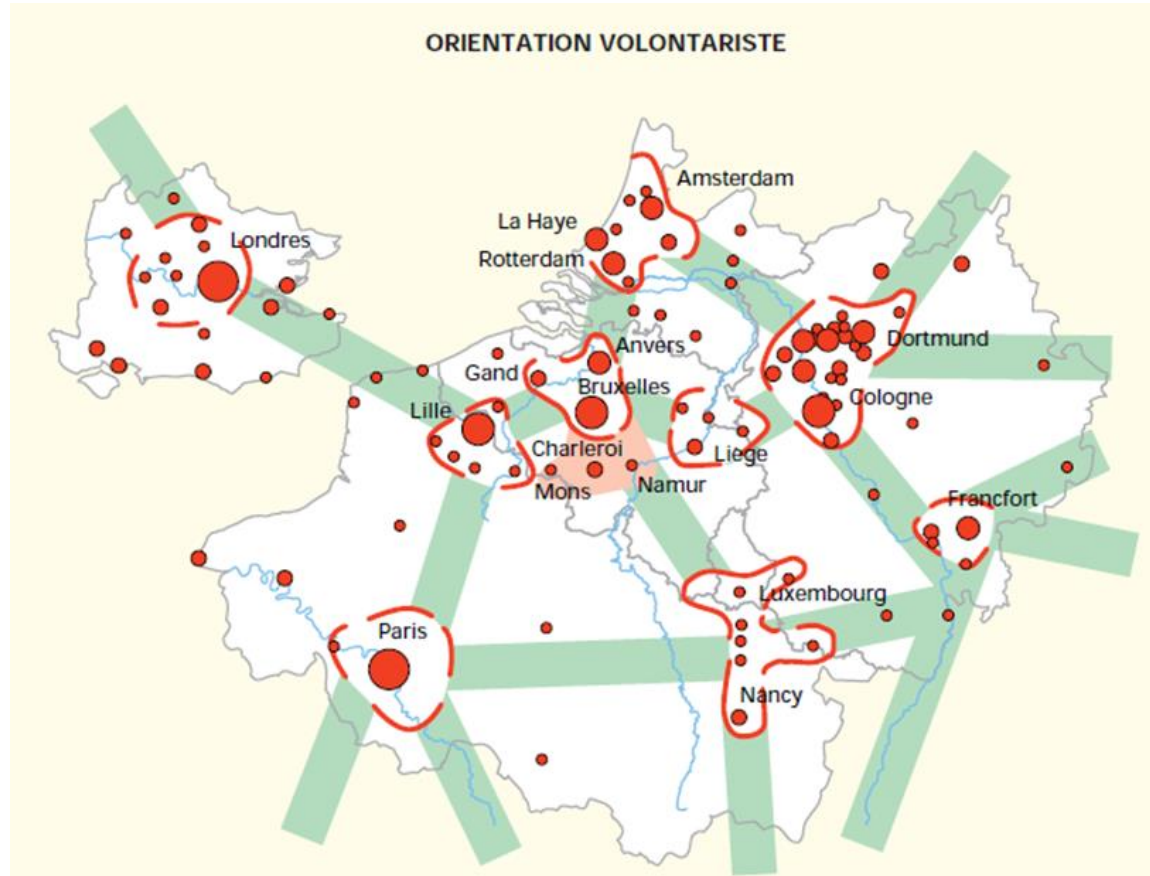 ORIENTATION VOLONTARISTE
Amsterdam
La Haye
Londres
Rotterdam
Dortmund
Anvers
Gand
Bruxelles
Cologne
Lille
Charleroi
Liège
Mons
Namur
Francfort
Luxembourg
Paris
Nancy